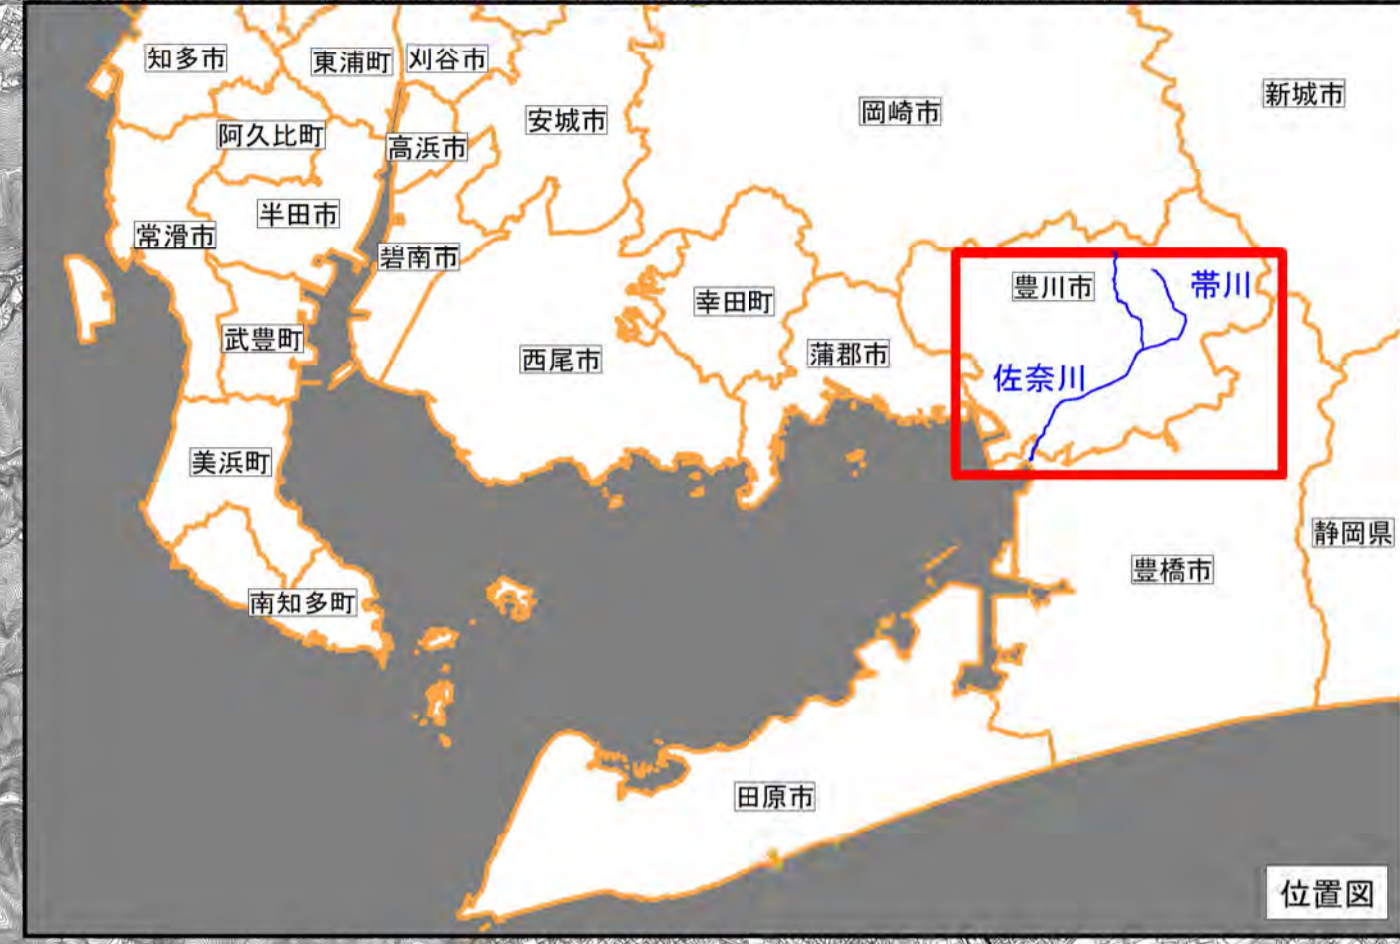 知多市
東浦町
刈谷市
新城市
岡崎市
安城市
阿久比町
高浜市
半田市
常滑市
碧南市
豊川市
帯川
幸田町
武豊町
蒲郡市
西尾市
佐奈川
美浜町
静岡県
豊橋市
南知多町
田原市
位置図